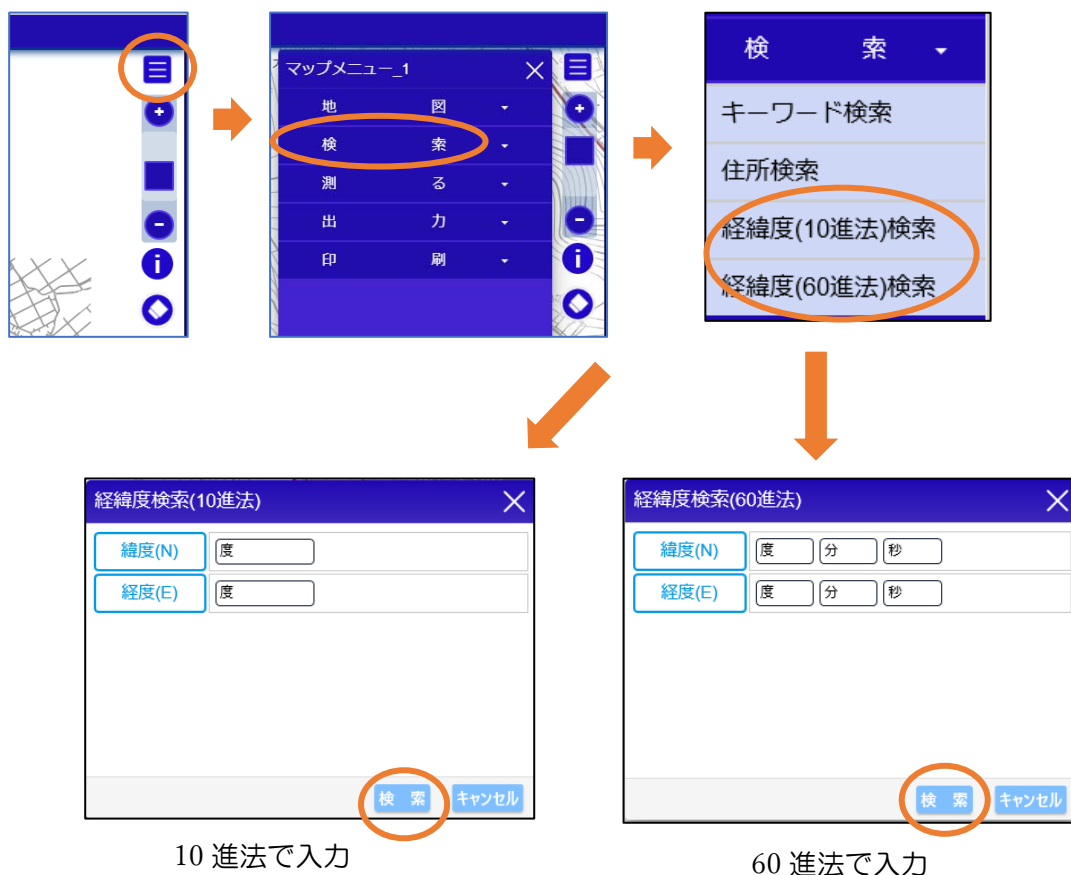 マップメニュー_1
地 図
検 索
測 る
出 力
印 刷
検 索
キーワード検索
住所検索
経緯度(10進法)検索
経緯度(60進法)検索
経緯度検索(10進法)
緯度(N) 度
経度(E) 度
検 索 キャンセル
10 進法で入力
経緯度検索(60進法)
緯度(N) 度 分 秒
経度(E) 度 分 秒
検 索 キャンセル
60 進法で入力